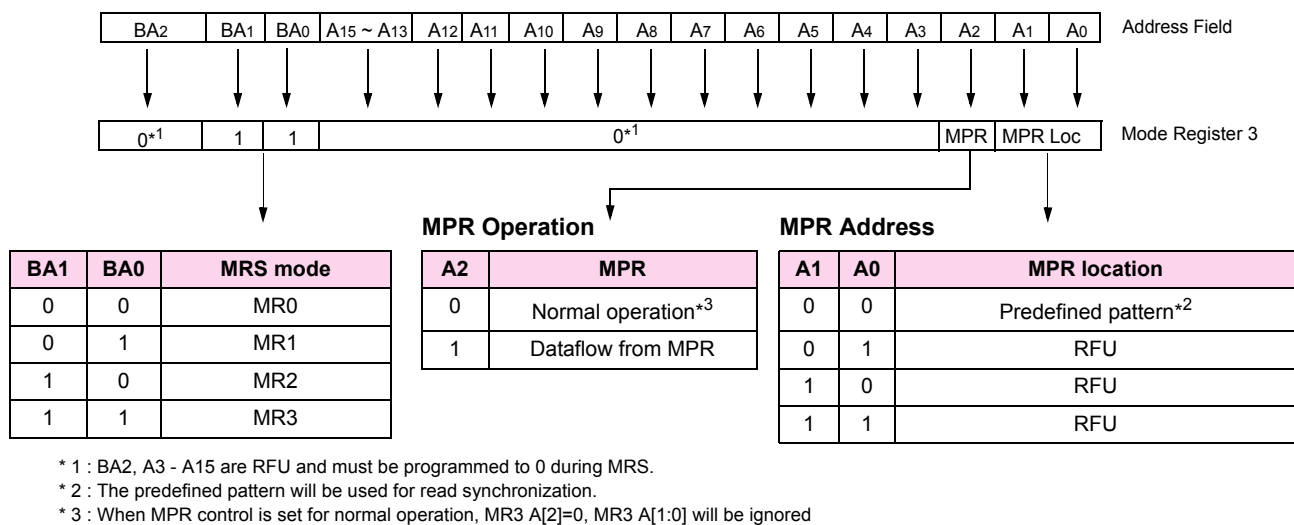 BA2 BA1 BA0 A15 ~ A13 A12 A11 A10 A9 A8 A7 A6 A5 A4 A3 A2 A1 A0 Address Field
0*1 1 1 0*1 MPR MPR Loc Mode Register 3
MPR Operation MPR Address
BA1 BA0 MRS mode A2 MPR A1 A0 MPR location
0 0 MR0 0 Normal operation*3 0 0 Predefined pattern*2
0 1 MR1 1 Dataflow from MPR 0 1 RFU
1 0 MR2 1 0 RFU
1 1 MR3 1 1 RFU
* 1 : BA2, A3 - A15 are RFU and must be programmed to 0 during MRS.
* 2 : The predefined pattern will be used for read synchronization.
* 3 : When MPR control is set for normal operation, MR3 A[2]=0, MR3 A[1:0] will be ignored